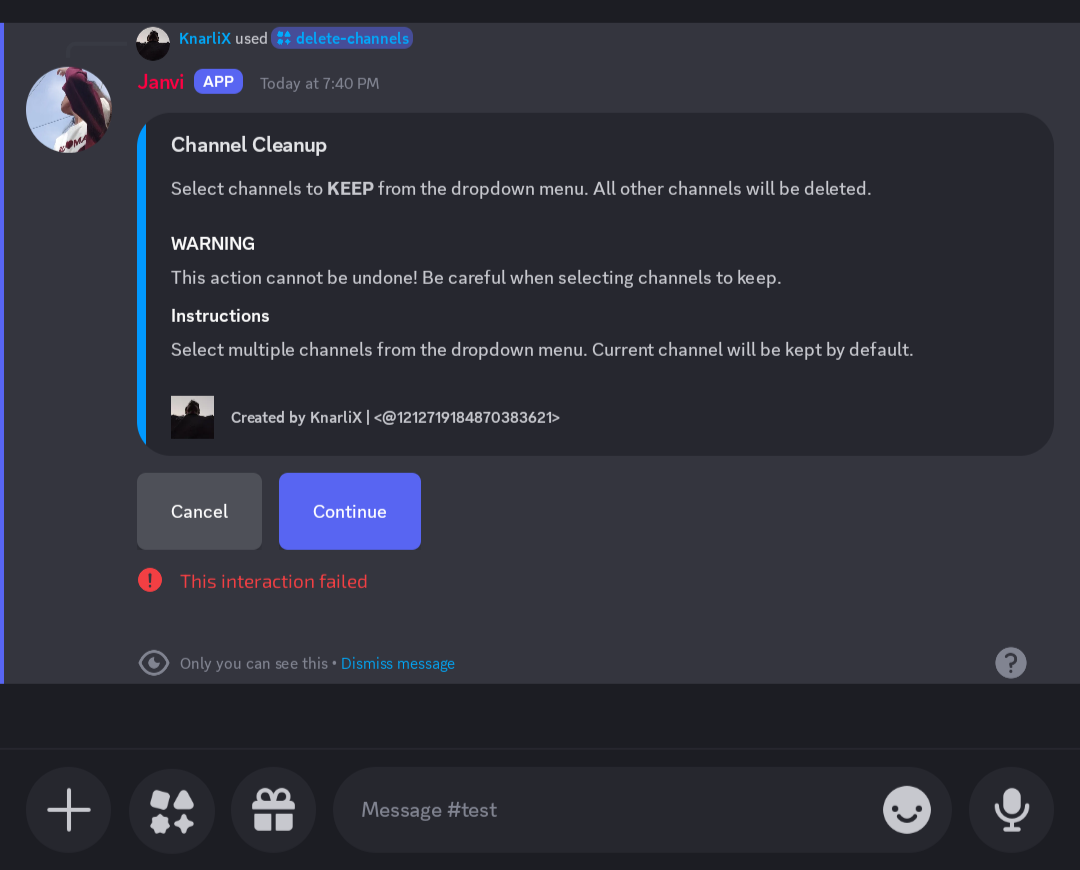 KnarliX used delete-channels
Janvi APP Today at 7:40 PM
Channel Cleanup
Select channels to KEEP from the dropdown menu. All other channels will be deleted.
WARNING
This action cannot be undone! Be careful when selecting channels to keep.
Instructions
Select multiple channels from the dropdown menu. Current channel will be kept by default.
Created by KnarliX | <@1212719184870383621>
Cancel Continue
This interaction failed
Only you can see this • Dismiss message
Message #test